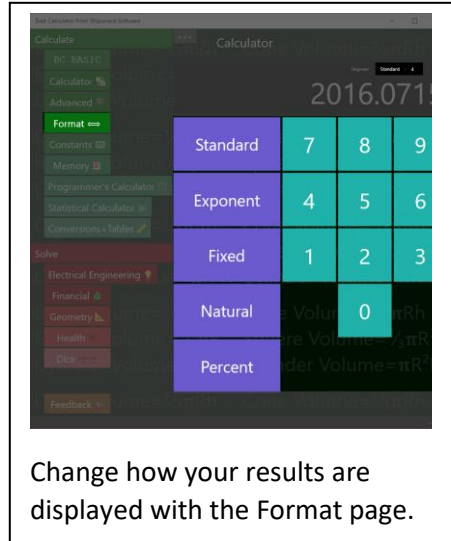 Best Calculator from Shipwreck Software
Calculate
Calculator
BC BASIC
Calculator
Degrees Standard - 4
Advanced
2016.0715
Format ⟺
Constants
Memory
Programmer's Calculator
Statistical Calculator
Conversions+Tables
Solve
Electrical Engineering
Financial
Geometry
Health
Dice
Feedback
Standard 7 8 9
Exponent 4 5 6
Fixed 1 2 3
Natural 0
Percent
Change how your results are
displayed with the Format page.